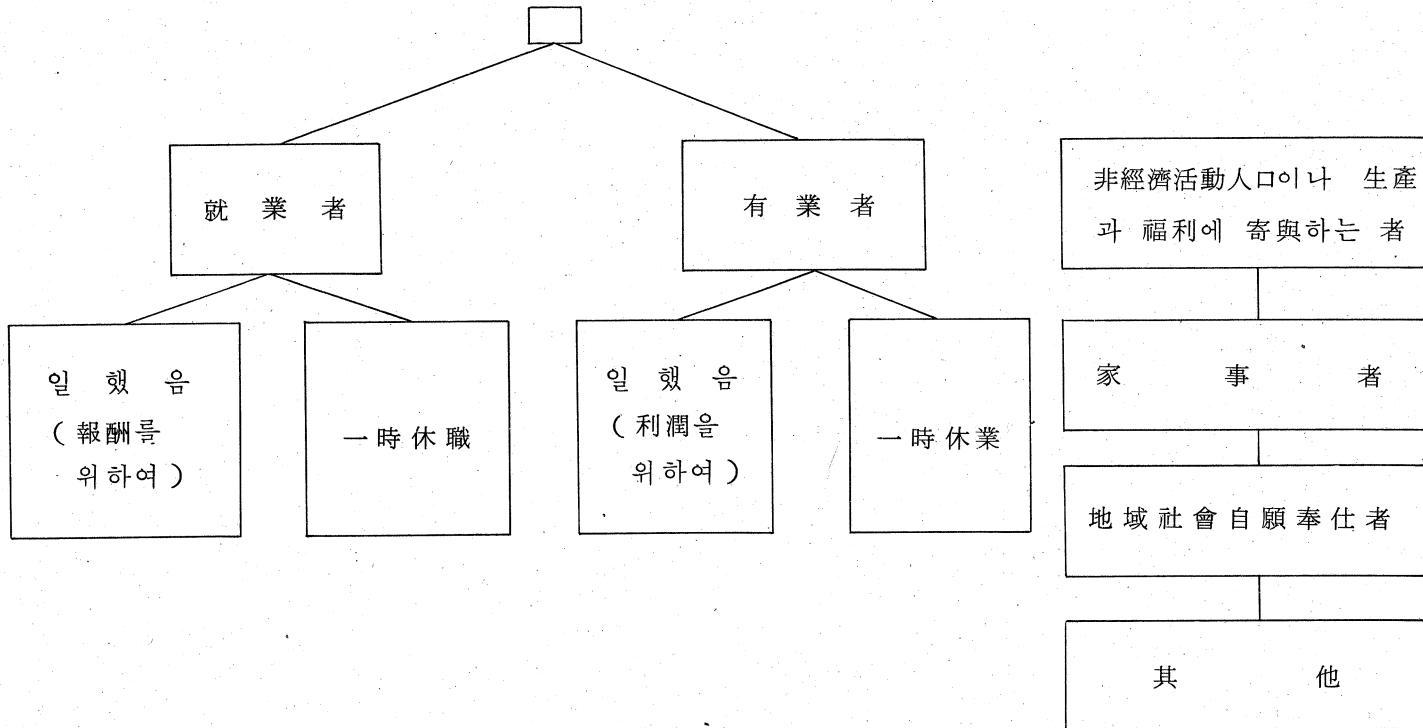 就業者
有業者
非經濟活動人口이나 生產
과 福利에 寄與하는 者
일했음
(報酬를
위하여)
一時休職
일했음
(利潤을
위하여)
一時休業
家事者
地域社會自願奉仕者
其他